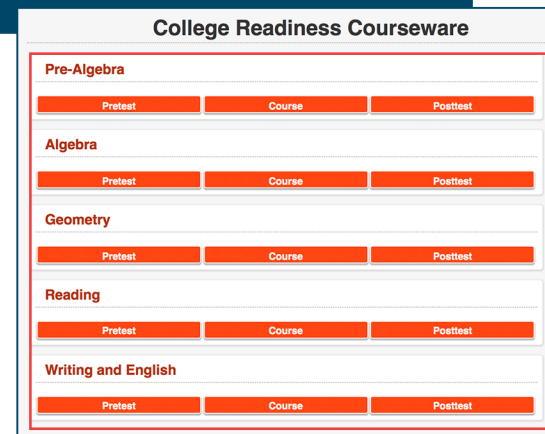 College Readiness Courseware
Pre-Algebra
Pretest Course Posttest
Algebra
Pretest Course Posttest
Geometry
Pretest Course Posttest
Reading
Pretest Course Posttest
Writing and English
Pretest Course Posttest